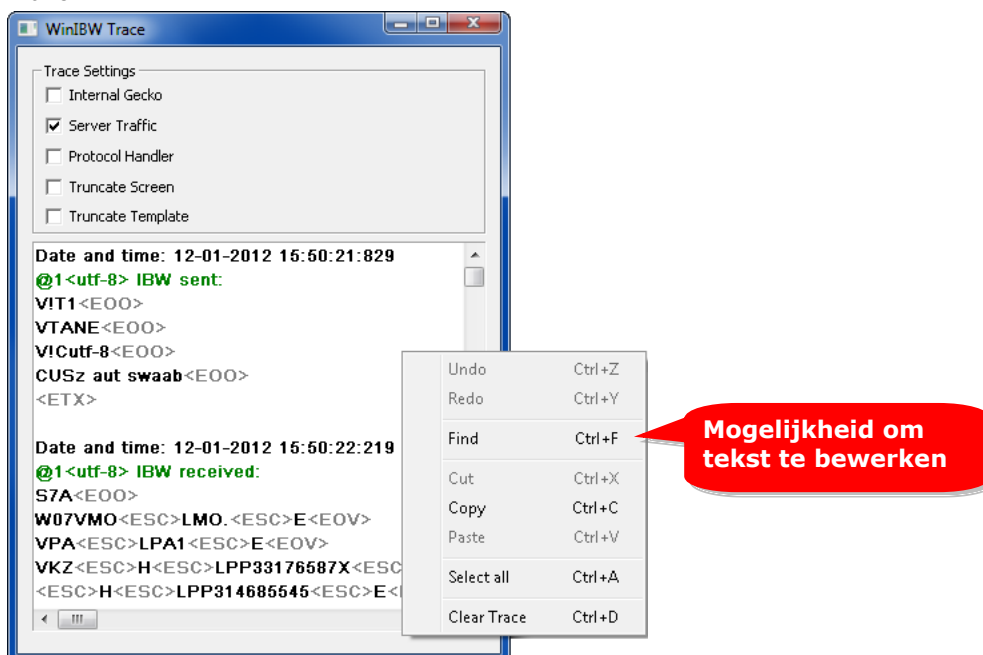 WinIBW Trace
Trace Settings
Internal Gecko
Server Traffic
Protocol Handler
Truncate Screen
Truncate Template
Date and time: 12-01-2012 15:50:21:829
@1<utf-8> IBW sent:
V!T1<EOO>
VTANE<EOO>
V!Cutf-8<EOO>
CUSz aut swaab<EOO>
<ETX>
Date and time: 12-01-2012 15:50:22:219
@1<utf-8> IBW received:
S7A<EOO>
W07VMO<ESC>LMO.<ESC>E<EOV>
VPA<ESC>LPA1<ESC>E<EOV>
VKZ<ESC>H<ESC>LPP33176587X<ESC
<ESC>H<ESC>LPP314685545<ESC>E<
Undo Ctrl+Z
Redo Ctrl+Y
Find Ctrl+F
Cut Ctrl+X
Copy Ctrl+C
Paste Ctrl+V
Select all Ctrl+A
Clear Trace Ctrl+D
Mogelijkheid om
tekst te bewerken